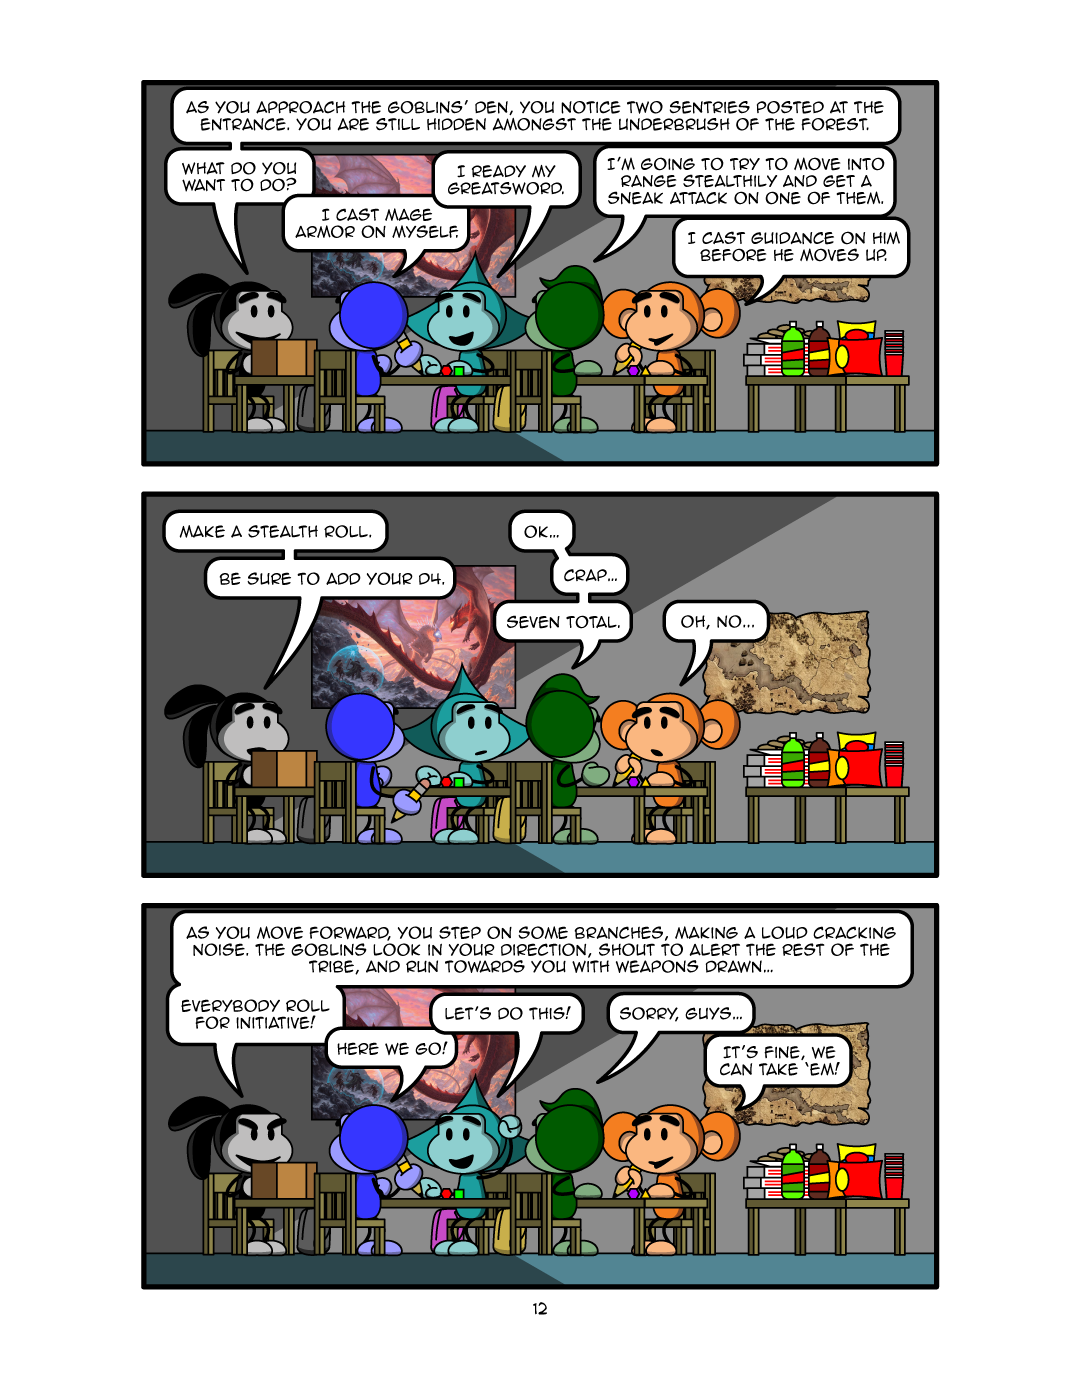 AS YOU APPROACH THE GOBLINS' DEN, YOU NOTICE TWO SENTRIES POSTED AT THE
ENTRANCE. YOU ARE STILL HIDDEN AMONGST THE UNDERBRUSH OF THE FOREST.
WHAT DO YOU
WANT TO DO?
I CAST MAGE
ARMOR ON MYSELF.
I READY MY
GREATSWORD.
I'M GOING TO TRY TO MOVE INTO
RANGE STEALTHILY AND GET A
SNEAK ATTACK ON ONE OF THEM.
I CAST GUIDANCE ON HIM
BEFORE HE MOVES UP.
MAKE A STEALTH ROLL.
BE SURE TO ADD YOUR D4.
OK...
CRAP...
SEVEN TOTAL.
OH, NO...
AS YOU MOVE FORWARD, YOU STEP ON SOME BRANCHES, MAKING A LOUD CRACKING
NOISE. THE GOBLINS LOOK IN YOUR DIRECTION, SHOUT TO ALERT THE REST OF THE
TRIBE, AND RUN TOWARDS YOU WITH WEAPONS DRAWN...
EVERYBODY ROLL
FOR INITIATIVE!
HERE WE GO!
LET'S DO THIS!
SORRY, GUYS...
IT'S FINE, WE
CAN TAKE 'EM!
12